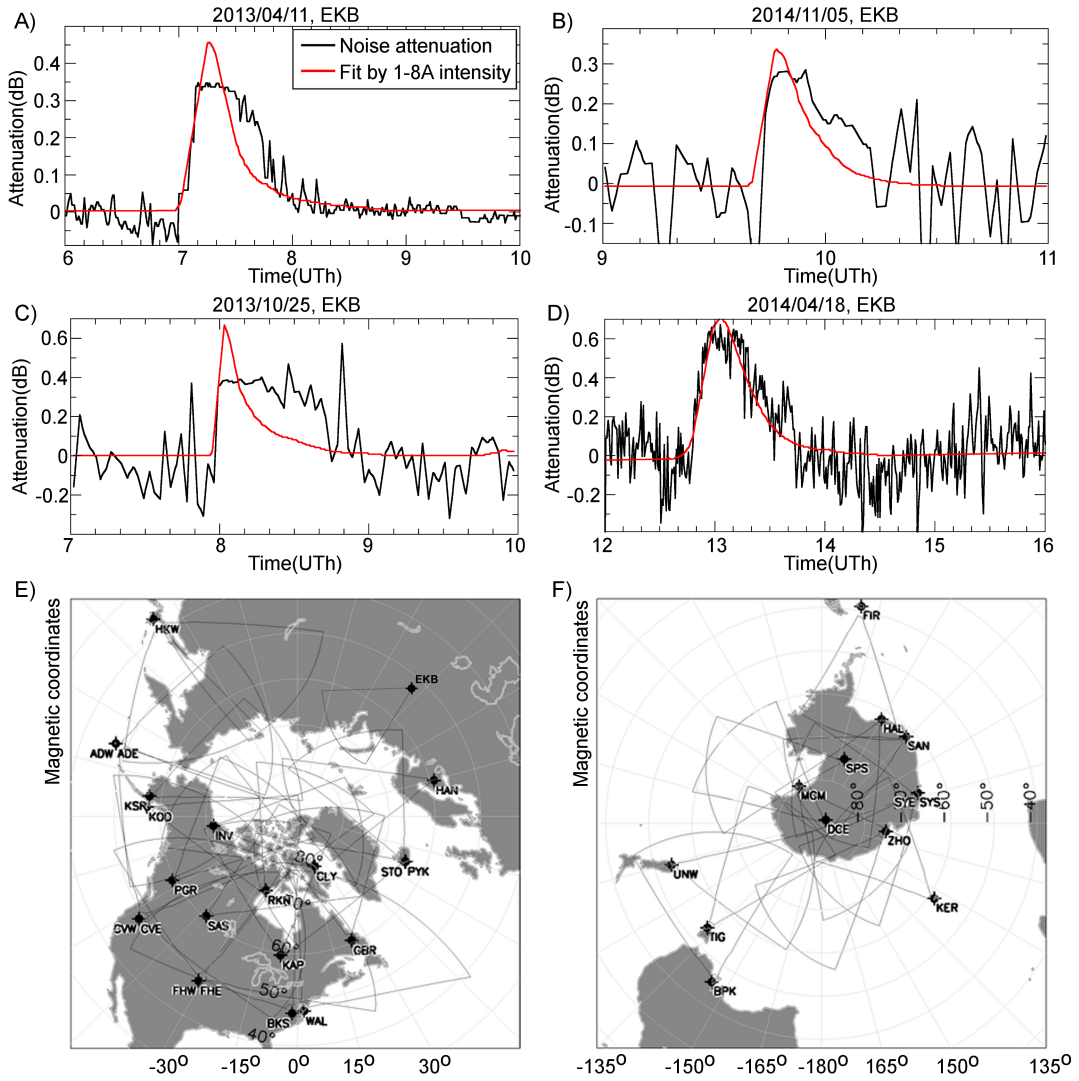 A) 2013/04/11, EKB
Attenuation(dB)
0.4
0.3
0.2
0.1
0
Noise attenuation
Fit by 1-8A intensity
6 7 8 9 10
Time(UTh)
B) 2014/11/05, EKB
Attenuation(dB)
0.3
0.2
0.1
0
-0.1
9 10 11
Time(UTh)
C) 2013/10/25, EKB
Attenuation(dB)
0.6
0.4
0.2
0
-0.2
7 8 9 10
Time(UTh)
D) 2014/04/18, EKB
Attenuation(dB)
0.6
0.4
0.2
0
-0.2
12 13 14 15 16
Time(UTh)
E)
Magnetic coordinates
HKW
EKB
ADW ADE
HAN
KSR
KOD
INV
80°
CLY
STO PYK
PGR
RKN
70°
CVW CVE
SAS
GBR
60°
KAP
FHW FHE
50°
BKS WAL
40°
-30° -15° 0° 15° 30°
F)
Magnetic coordinates
FIR
HAL
SAN
SPS
MCM
SYE SYS
-80° -70° -60° -50° -40°
DCE
ZHO
UNW
KER
TIG
BPK
-135° -150° -165° -180° 165° 150° 135°